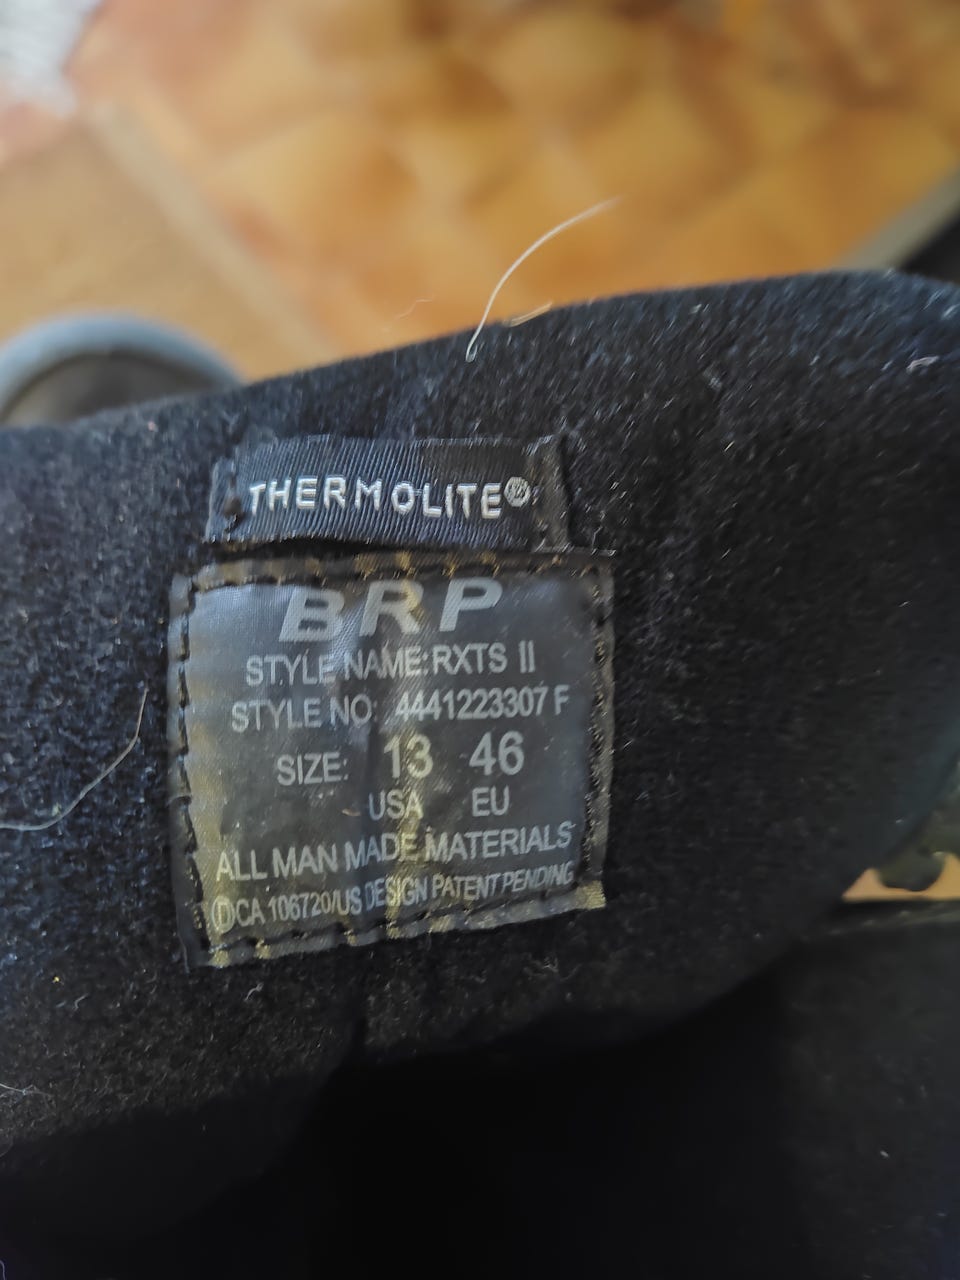 THERMOLITE®
BRP
STYLE NAME: RXTS II
STYLE NO: 4441223307 F
SIZE: 13 46
USA EU
ALL MAN MADE MATERIALS
ⒹCA 106720/US DESIGN PATENT PENDING